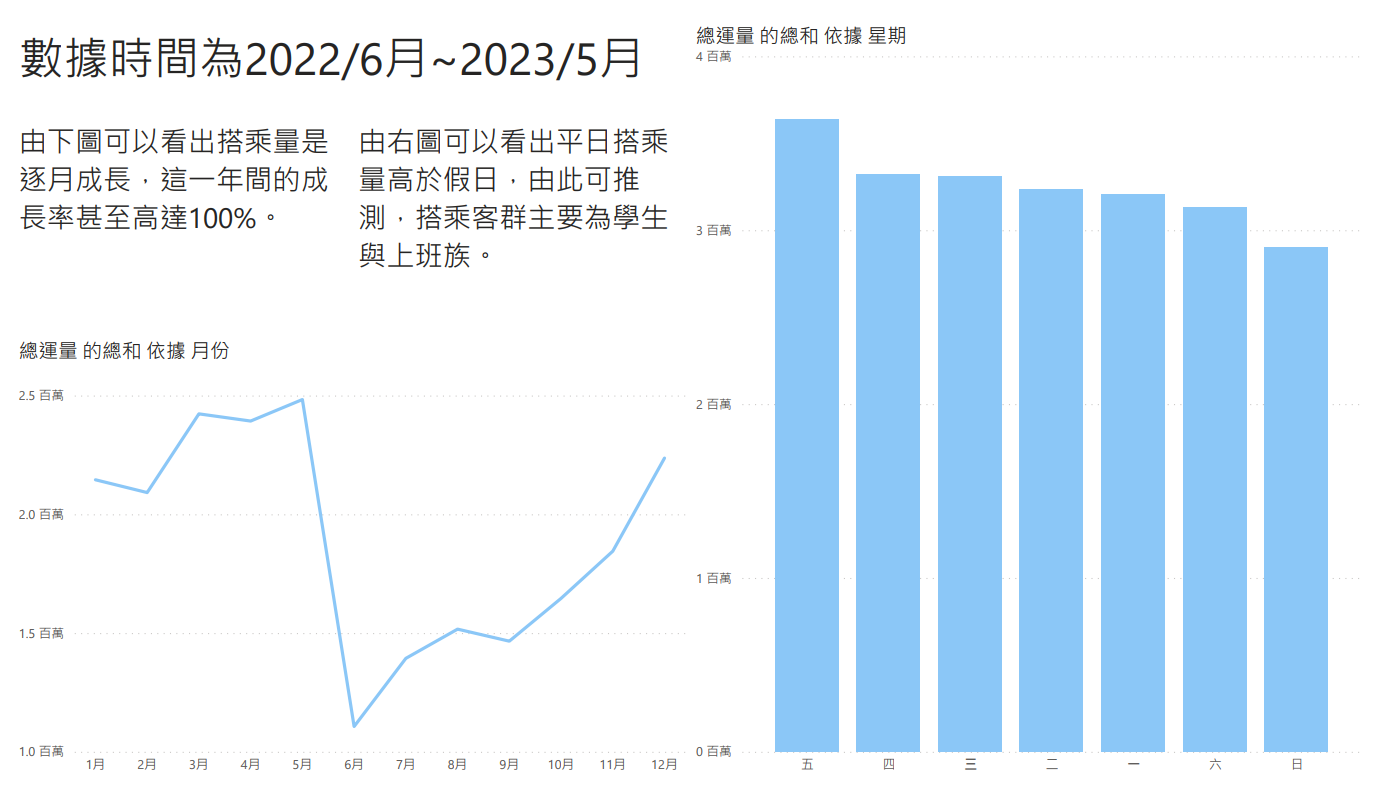 數據時間為2022/6月~2023/5月
由下圖可以看出搭乘量是
逐月成長，這一年間的成
長率甚至高達100%。
由右圖可以看出平日搭乘
量高於假日，由此可推
測，搭乘客群主要為學生
與上班族。
總運量 的總和 依據 月份
2.5 百萬
2.0 百萬
1.5 百萬
1.0 百萬
1月 2月 3月 4月 5月 6月 7月 8月 9月 10月 11月 12月
總運量 的總和 依據 星期
4 百萬
3 百萬
2 百萬
1 百萬
0 百萬
五 四 三 二 一 六 日